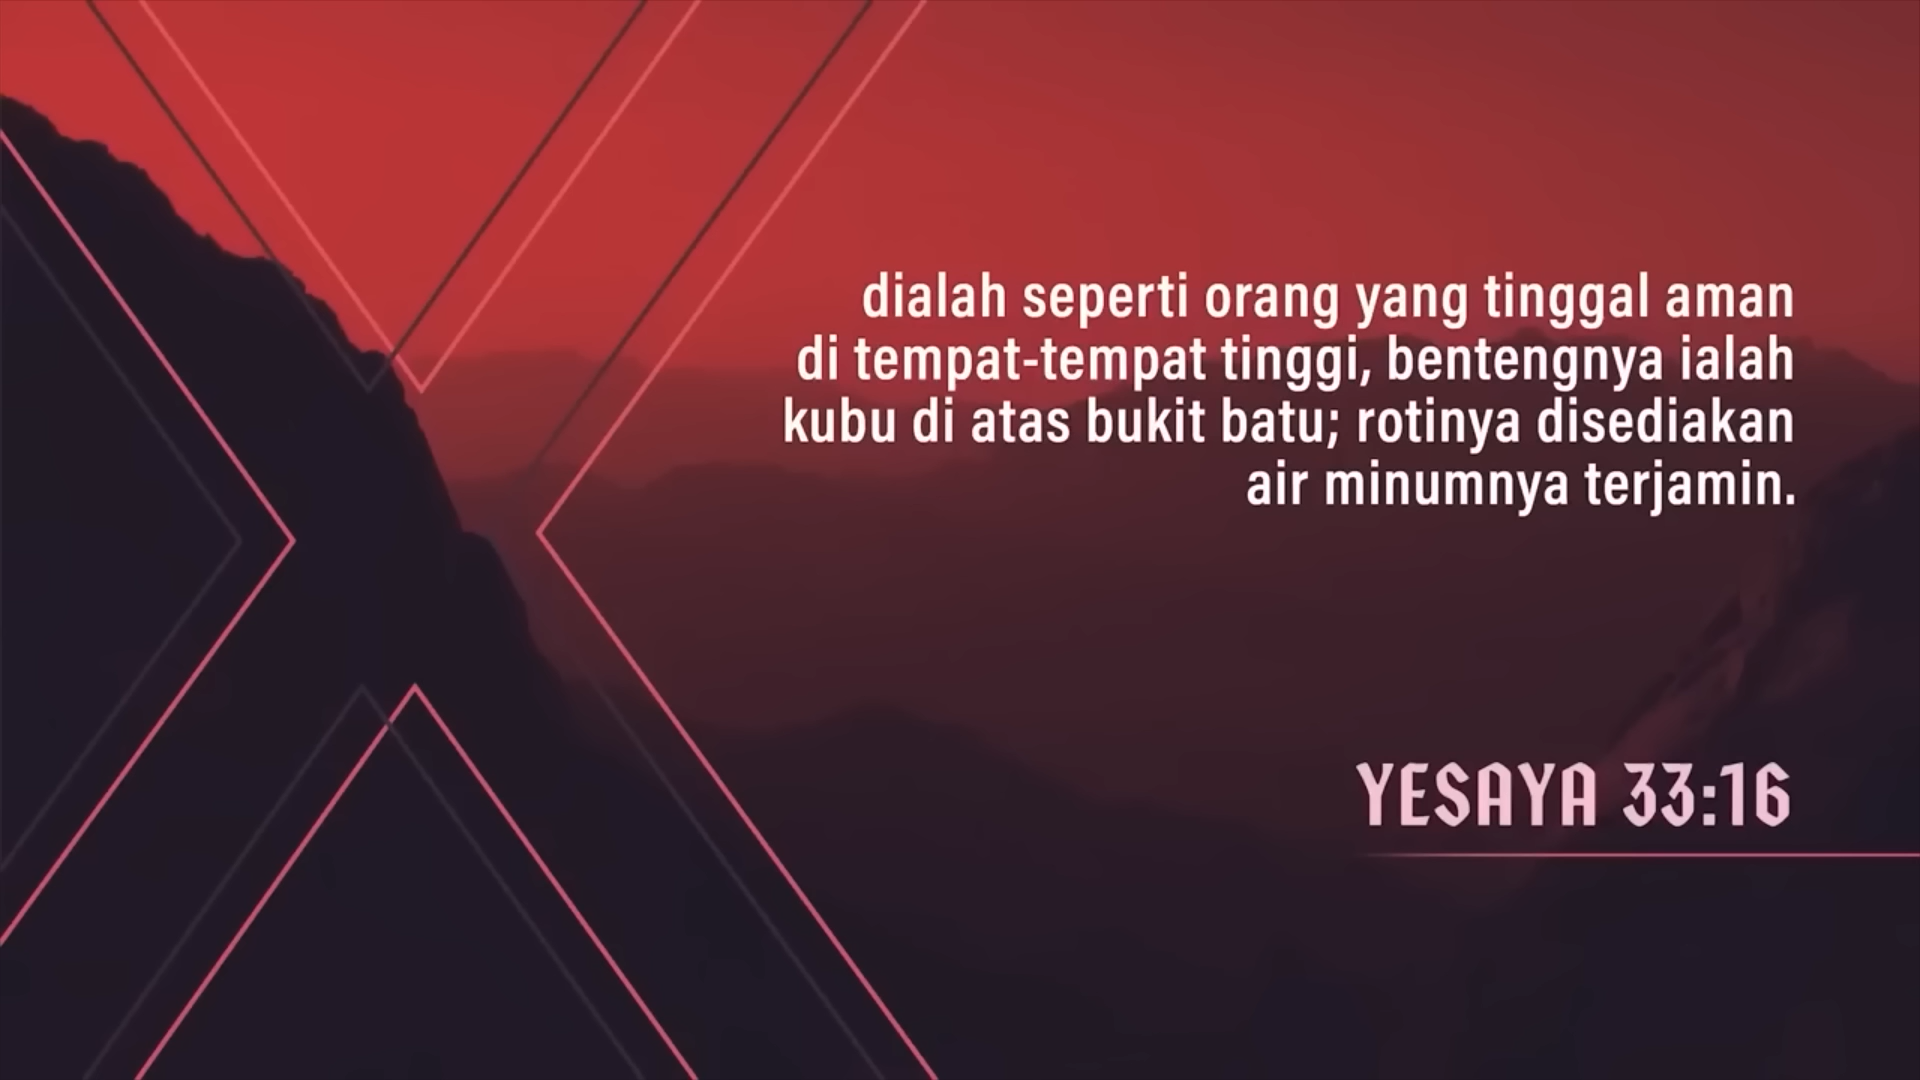 dialah seperti orang yang tinggal aman
di tempat-tempat tinggi, bentengnya ialah
kubu di atas bukit batu; rotinya disediakan
air minumnya terjamin.
YESAYA 33:16